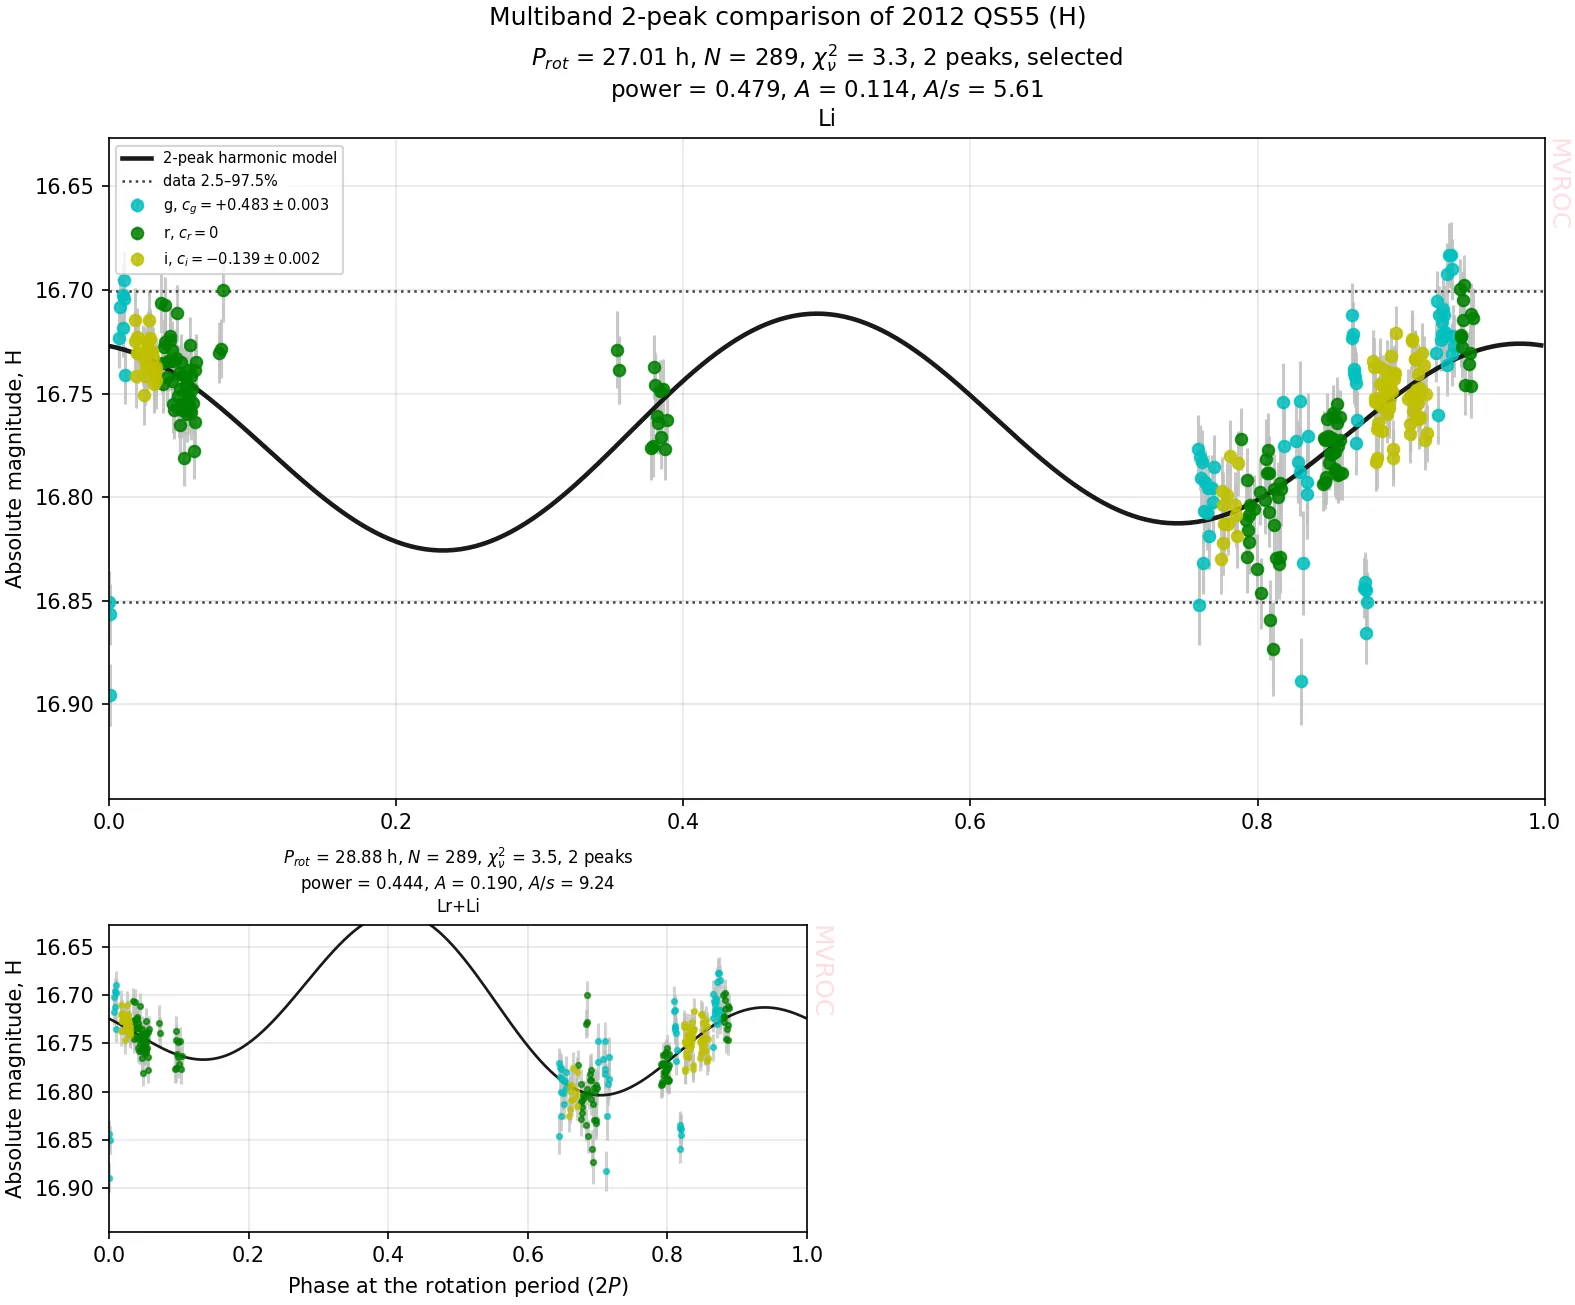 Multiband 2-peak comparison of 2012 QS55 (H)
P_rot = 27.01 h, N = 289, χ²_ν = 3.3, 2 peaks, selected
power = 0.479, A = 0.114, A/s = 5.61
Li
2-peak harmonic model
data 2.5–97.5%
g, c_g = +0.483 ± 0.003
r, c_r = 0
i, c_i = −0.139 ± 0.002
MVROC
Absolute magnitude, H
16.65
16.70
16.75
16.80
16.85
16.90
0.0 0.2 0.4 0.6 0.8 1.0
P_rot = 28.88 h, N = 289, χ²_ν = 3.5, 2 peaks
power = 0.444, A = 0.190, A/s = 9.24
Lr+Li
MVROC
Absolute magnitude, H
16.65
16.70
16.75
16.80
16.85
16.90
0.0 0.2 0.4 0.6 0.8 1.0
Phase at the rotation period (2P)